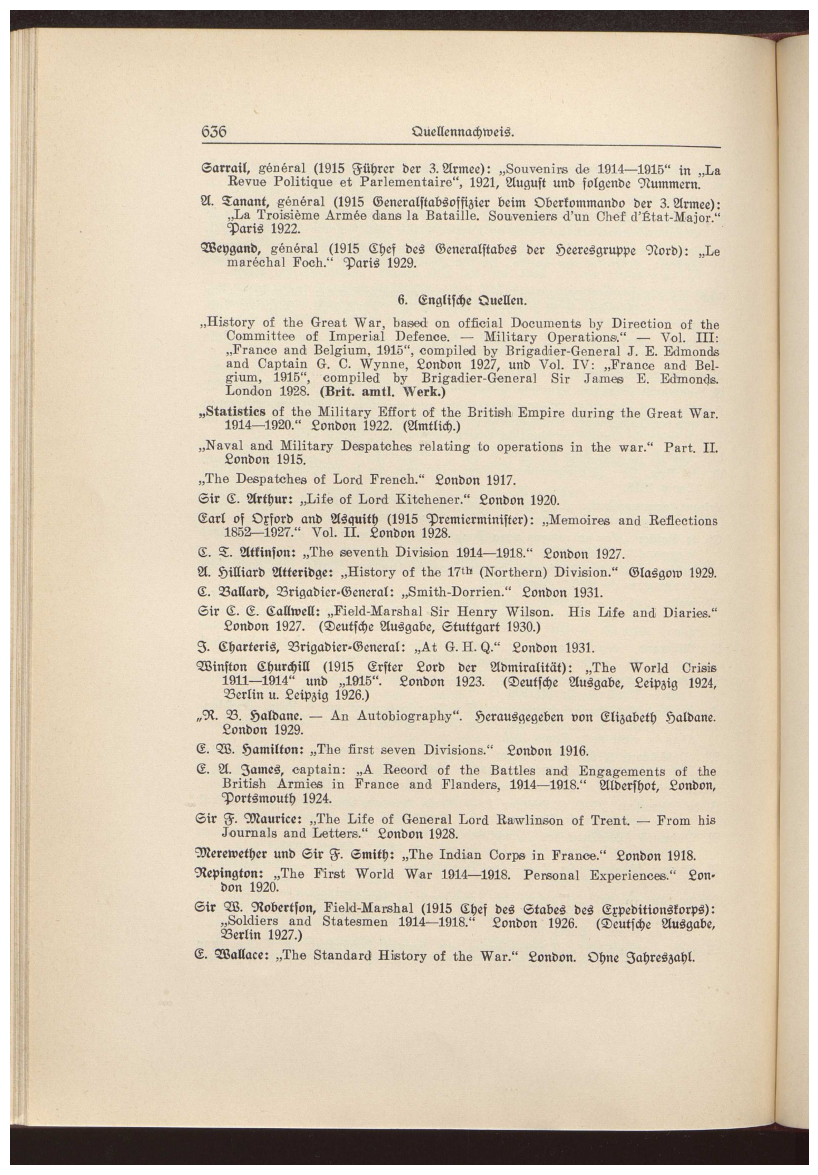 636 Quellennachweis.
Sarrail, général (1915 Führer der 3. Armee): „Souvenirs de 1914—1915“ in „La
Revue Politique et Parlementaire“, 1921, August und folgende Nummern.
A. Tanant, général (1915 Generalstabsoffizier beim Oberkommando der 3. Armee):
„La Troisième Armée dans la Bataille. Souveniers d'un Chef d'État-Major.“
Paris 1922.
Weygand, général (1915 Chef des Generalstabes der Heeresgruppe Nord): „Le
maréchal Foch.“ Paris 1929.
6. Englische Quellen.
„History of the Great War, based on official Documents by Direction of the
Committee of Imperial Defence. — Military Operations.“ — Vol. III:
„France and Belgium, 1915“, compiled by Brigadier-General J. E. Edmonds
and Captain G. C. Wynne, London 1927, und Vol. IV: „France and Bel-
gium, 1915“, compiled by Brigadier-General Sir James E. Edmonds.
London 1928. (Brit. amtl. Werk.)
„Statistics of the Military Effort of the British Empire during the Great War.
1914—1920.“ London 1922. (Amtlich.)
„Naval and Military Despatches relating to operations in the war.“ Part. II.
London 1915.
„The Despatches of Lord French.“ London 1917.
Sir C. Arthur: „Life of Lord Kitchener.“ London 1920.
Earl of Oxford and Asquith (1915 Premierminister): „Memoires and Reflections
1852—1927.“ Vol. II. London 1928.
C. T. Atkinson: „The seventh Division 1914—1918.“ London 1927.
A. Hilliard Atteridge: „History of the 17th (Northern) Division.“ Glasgow 1929.
C. Ballard, Brigadier-General: „Smith-Dorrien.“ London 1931.
Sir C. E. Callwell: „Field-Marshal Sir Henry Wilson. His Life and Diaries.“
London 1927. (Deutsche Ausgabe, Stuttgart 1930.)
J. Charteris, Brigadier-General: „At G. H. Q.“ London 1931.
Winston Churchill (1915 Erster Lord der Admiralität): „The World Crisis
1911—1914“ und „1915“. London 1923. (Deutsche Ausgabe, Leipzig 1924,
Berlin u. Leipzig 1926.)
„R. B. Haldane. — An Autobiography“. Herausgegeben von Elizabeth Haldane.
London 1929.
E. W. Hamilton: „The first seven Divisions.“ London 1916.
E. A. James, captain: „A Record of the Battles and Engagements of the
British Armies in France and Flanders, 1914—1918.“ Aldershot, London,
Portsmouth 1924.
Sir F. Maurice: „The Life of General Lord Rawlinson of Trent. — From his
Journals and Letters.“ London 1928.
Merewether und Sir F. Smith: „The Indian Corps in France.“ London 1918.
Repington: „The First World War 1914—1918. Personal Experiences.“ Lon-
don 1920.
Sir W. Robertson, Field-Marshal (1915 Chef des Stabes des Expeditionskorps):
„Soldiers and Statesmen 1914—1918.“ London 1926. (Deutsche Ausgabe,
Berlin 1927.)
E. Wallace: „The Standard History of the War.“ London. Ohne Jahreszahl.